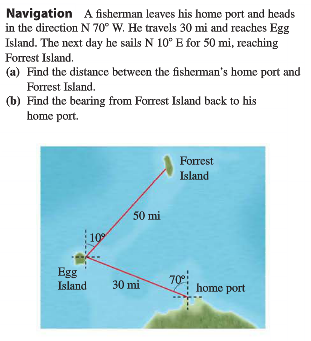 Navigation A fisherman leaves his home port and heads
in the direction N 70° W. He travels 30 mi and reaches Egg
Island. The next day he sails N 10° E for 50 mi, reaching
Forrest Island.
(a) Find the distance between the fisherman's home port and
Forrest Island.
(b) Find the bearing from Forrest Island back to his
home port.
Forrest
Island
50 mi
10°
Egg
Island
30 mi
70°
home port